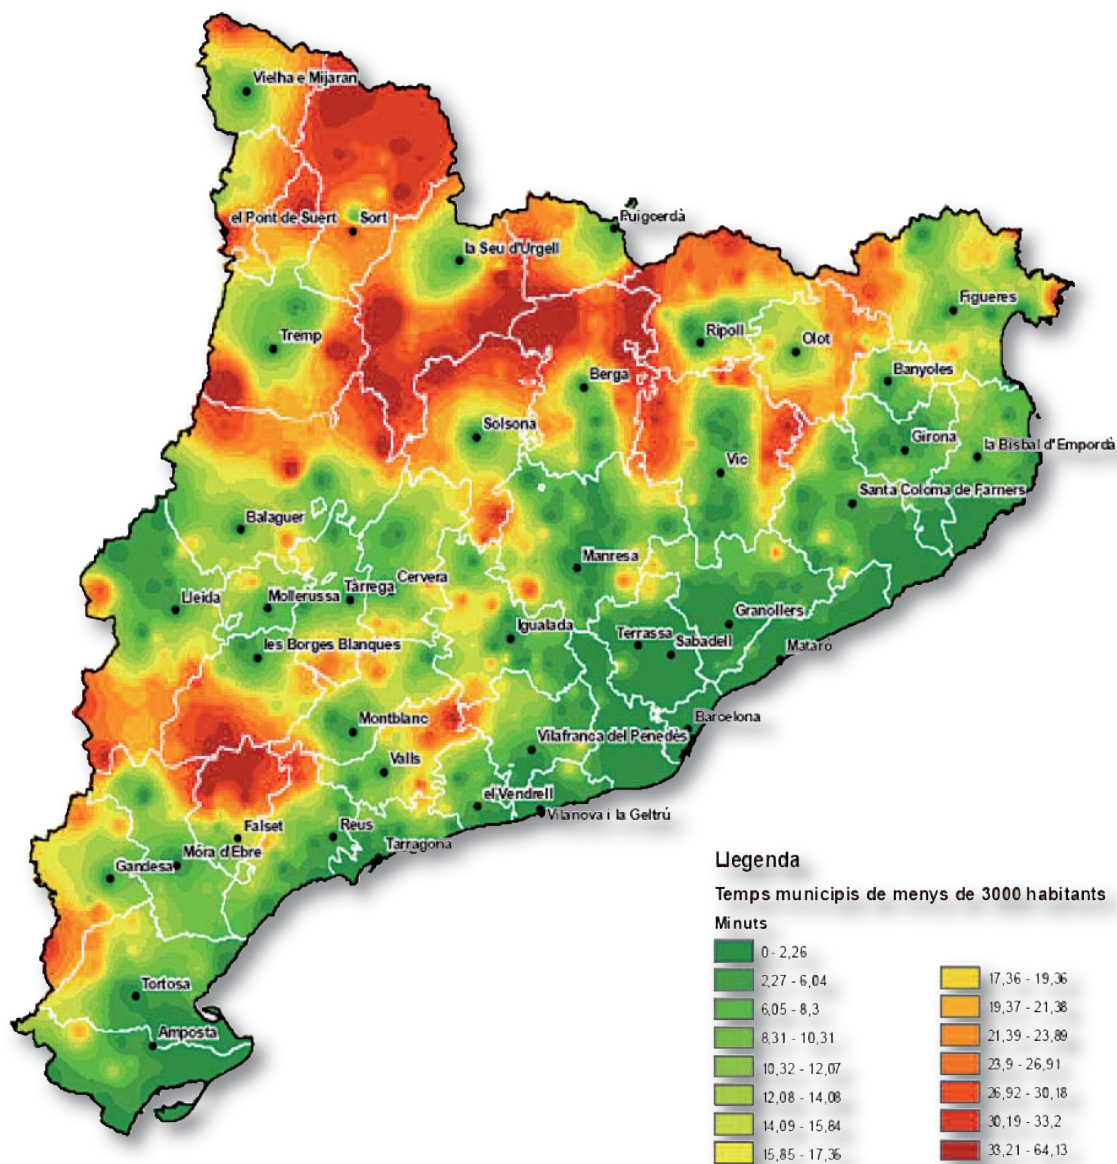 Vielha e Mijaran
el Pont de Suert
Sort
Puigcerdà
la Seu d'Urgell
Figueres
Tremp
Ripoll
Olot
Berga
Banyoles
Solsona
Girona
la Bisbal d'Empordà
Vic
Santa Coloma de Farners
Balaguer
Manresa
Cervera
Tàrrega
Mollerussa
Lleida
Granollers
Igualada
Terrassa
Sabadell
Mataró
les Borges Blanques
Montblanc
Barcelona
Vilafranca del Penedès
Valls
el Vendrell
Vilanova i la Geltrú
Falset
Reus
Tarragona
Móra d'Ebre
Gandesa
Tortosa
Amposta
Llegenda
Temps municipis de menys de 3000 habitants
Minuts
0 - 2,26
2,27 - 6,04
6,05 - 8,3
8,31 - 10,31
10,32 - 12,07
12,08 - 14,08
14,09 - 15,84
15,85 - 17,35
17,36 - 19,36
19,37 - 21,38
21,39 - 23,89
23,9 - 26,91
26,92 - 30,18
30,19 - 33,2
33,21 - 64,13